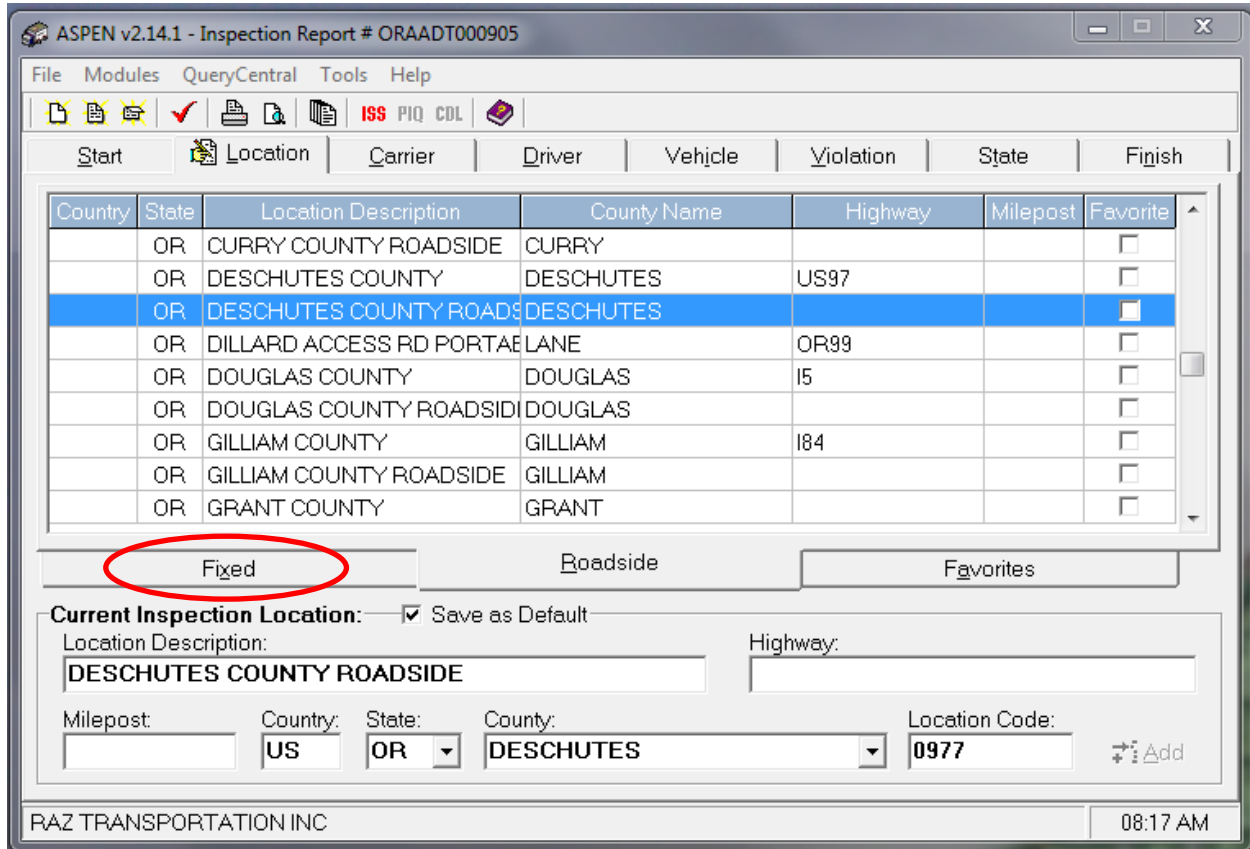 ASPEN v2.14.1 - Inspection Report # ORAADT000905
File Modules QueryCentral Tools Help
ISS PIQ CDL
Start Location Carrier Driver Vehicle Violation State Finish
Country State Location Description County Name Highway Milepost Favorite
OR CURRY COUNTY ROADSIDE CURRY
OR DESCHUTES COUNTY DESCHUTES US97
OR DESCHUTES COUNTY ROADS DESCHUTES
OR DILLARD ACCESS RD PORTAB LANE OR99
OR DOUGLAS COUNTY DOUGLAS I5
OR DOUGLAS COUNTY ROADSIDI DOUGLAS
OR GILLIAM COUNTY GILLIAM I84
OR GILLIAM COUNTY ROADSIDE GILLIAM
OR GRANT COUNTY GRANT
Fixed Roadside Favorites
Current Inspection Location: Save as Default
Location Description: Highway:
DESCHUTES COUNTY ROADSIDE
Milepost: Country: State: County: Location Code:
US OR DESCHUTES 0977 Add
RAZ TRANSPORTATION INC 08:17 AM